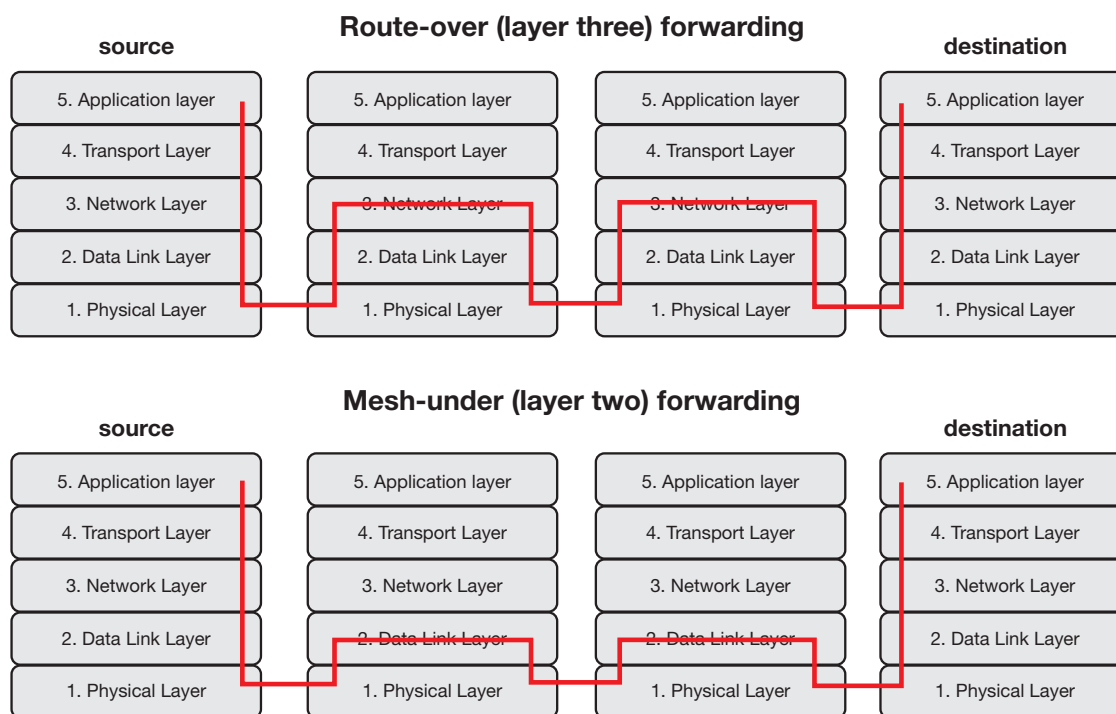 Route-over (layer three) forwarding
source
destination
5. Application layer
5. Application layer
5. Application layer
5. Application layer
4. Transport Layer
4. Transport Layer
4. Transport Layer
4. Transport Layer
3. Network Layer
3. Network Layer
3. Network Layer
3. Network Layer
2. Data Link Layer
2. Data Link Layer
2. Data Link Layer
2. Data Link Layer
1. Physical Layer
1. Physical Layer
1. Physical Layer
1. Physical Layer
Mesh-under (layer two) forwarding
source
destination
5. Application layer
5. Application layer
5. Application layer
5. Application layer
4. Transport Layer
4. Transport Layer
4. Transport Layer
4. Transport Layer
3. Network Layer
3. Network Layer
3. Network Layer
3. Network Layer
2. Data Link Layer
2. Data Link Layer
2. Data Link Layer
2. Data Link Layer
1. Physical Layer
1. Physical Layer
1. Physical Layer
1. Physical Layer